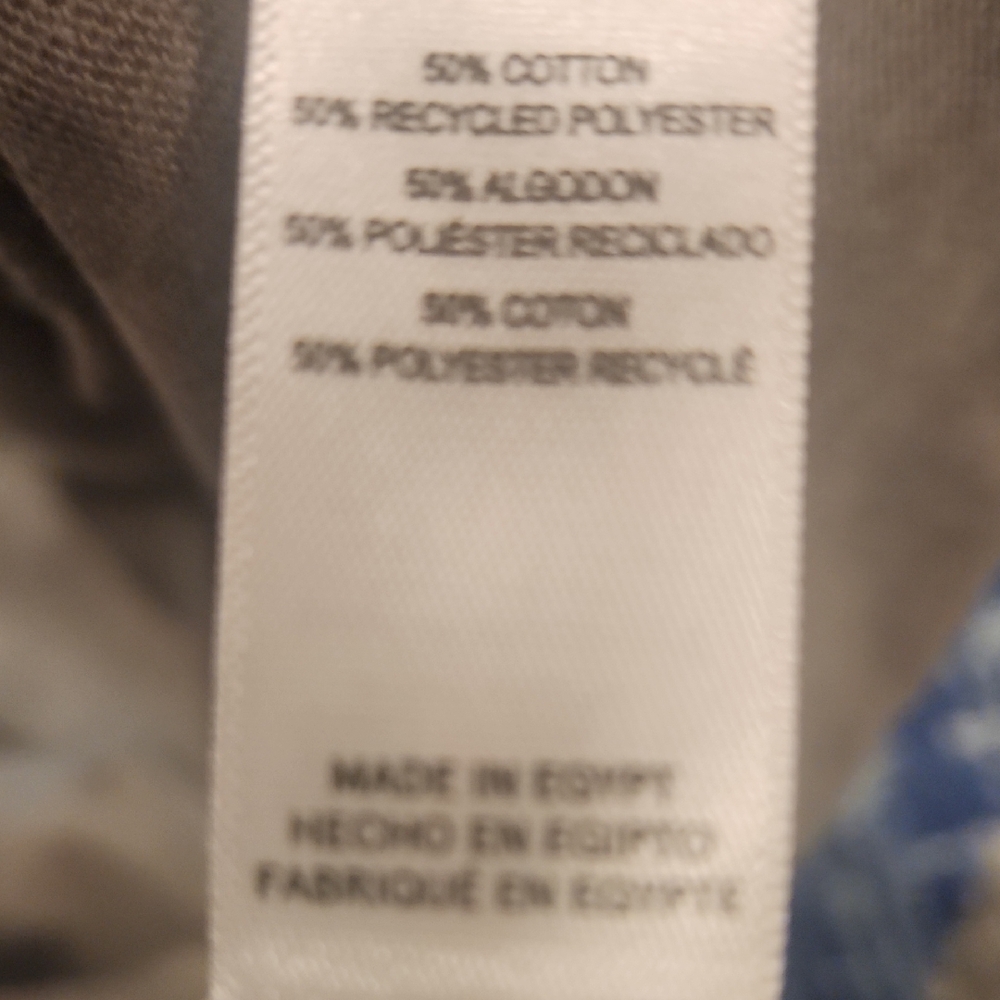 50% COTTON
50% RECYCLED POLYESTER
50% ALGODON
50% POLIÉSTER RECICLADO
50% COTON
50% POLYESTER RECYCLÉ
MADE IN EGYPT
HECHO EN EGIPTO
FABRIQUÉ EN EGYPTE